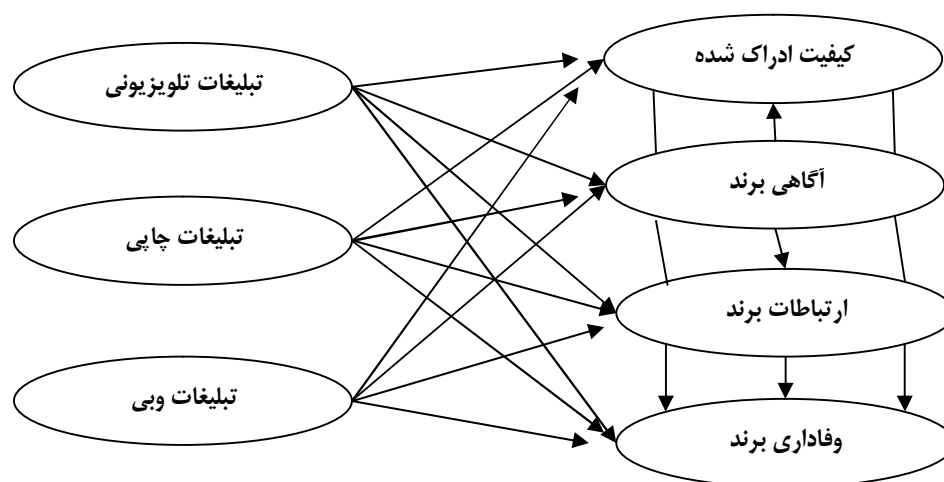 کیفیت ادراک شده
تبلیغات تلویزیونی
آگاهی برند
تبلیغات چاپی
ارتباطات برند
تبلیغات وبی
وفاداری برند